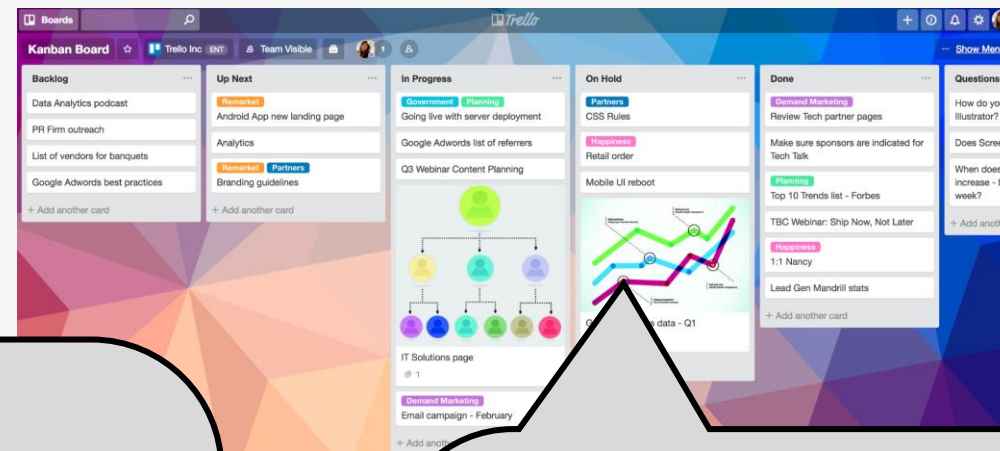 Boards
Trello
Kanban Board
Trello Inc ENT
Team Visible
1
Show Men
Backlog
Data Analytics podcast
PR Firm outreach
List of vendors for banquets
Google Adwords best practices
+ Add another card
Up Next
Remarket
Android App new landing page
Analytics
Remarket Partners
Branding guidelines
+ Add another card
In Progress
Government Planning
Going live with server deployment
Google Adwords list of referrers
Q3 Webinar Content Planning
IT Solutions page
1
Demand Marketing
Email campaign - February
+ Add anoth
On Hold
Partners
CSS Rules
Happiness
Retail order
Mobile UI reboot
s data - Q1
Done
Demand Marketing
Review Tech partner pages
Make sure sponsors are indicated for
Tech Talk
Planning
Top 10 Trends list - Forbes
TBC Webinar: Ship Now, Not Later
Happiness
1:1 Nancy
Lead Gen Mandrill stats
+ Add another card
Questions
How do yo
Illustrator?
Does Scree
When does
increase -
week?
+ Add anoth